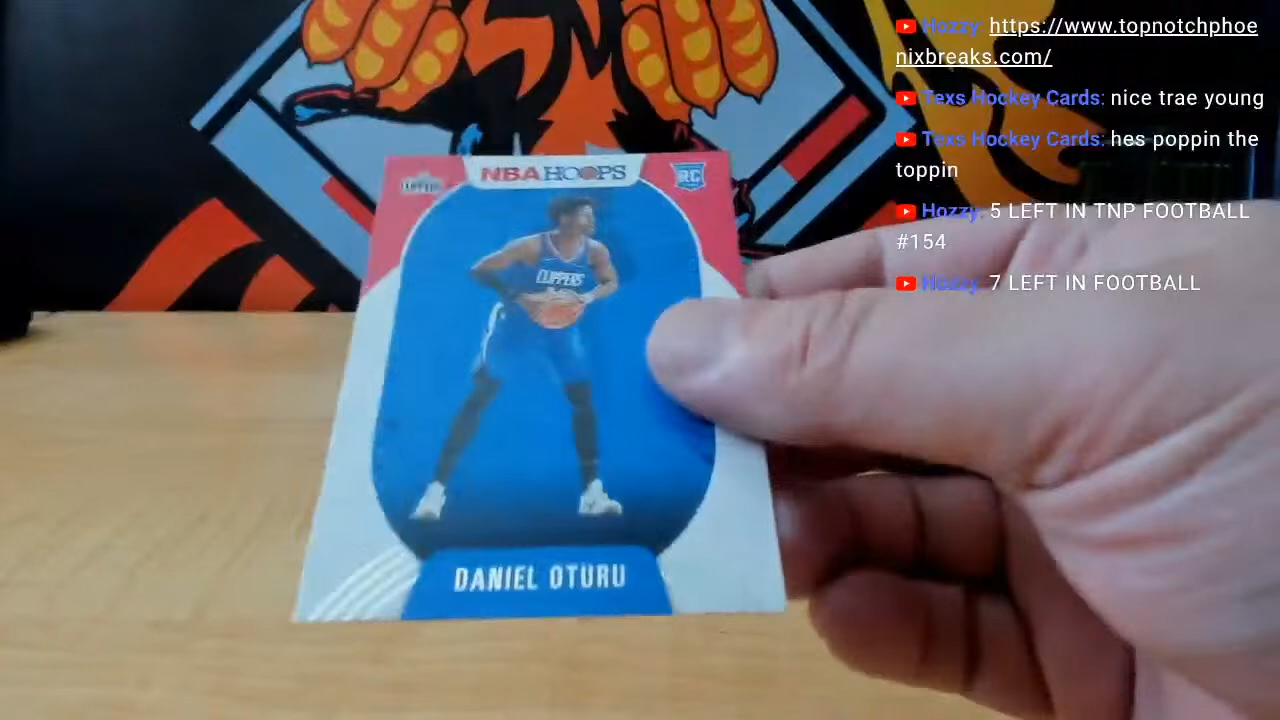 Hozzy: https://www.topnotchphoe
nixbreaks.com/
Texs Hockey Cards: nice trae young
Texs Hockey Cards: hes poppin the
toppin
Hozzy: 5 LEFT IN TNP FOOTBALL
#154
Hozzy: 7 LEFT IN FOOTBALL
CLIPPERS
NBA HOOPS
RC
CLIPPERS
DANIEL OTURU